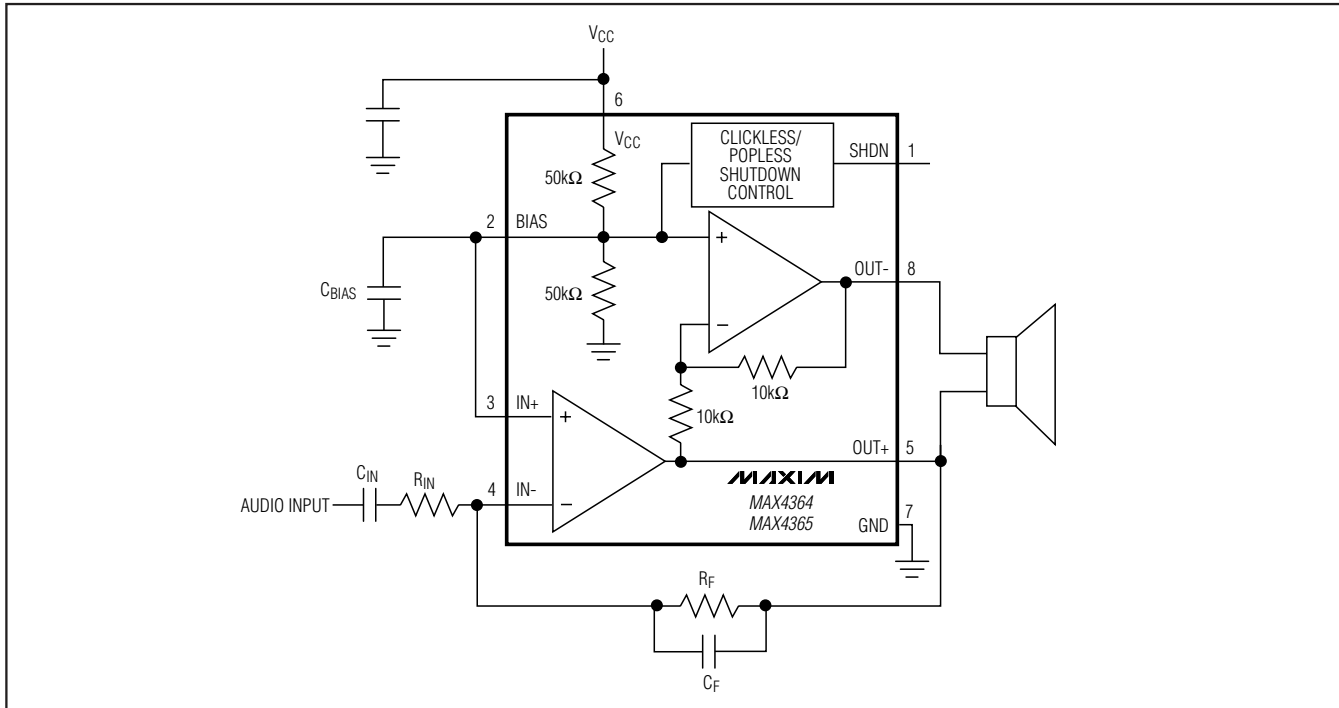 VCC
6
VCC
CLICKLESS/
POPLESS
SHUTDOWN
CONTROL
SHDN
1
50kΩ
2
BIAS
+
OUT-
8
CBIAS
50kΩ
−
10kΩ
3
IN+
+
10kΩ
OUT+
5
CIN
RIN
MAXIM
AUDIO INPUT
4
IN-
−
MAX4364
MAX4365
7
GND
RF
CF